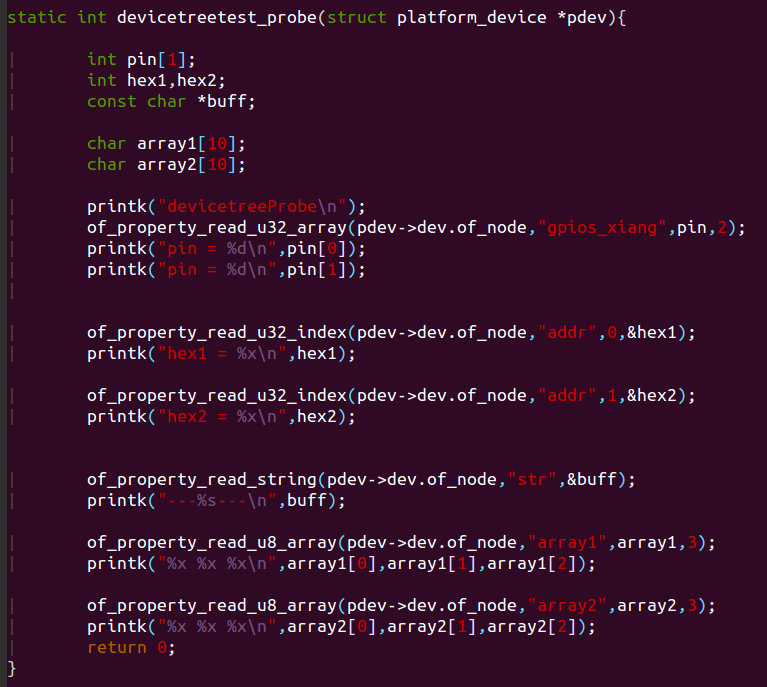 static int devicetreetest_probe(struct platform_device *pdev){
int pin[1];
int hex1,hex2;
const char *buff;
char array1[10];
char array2[10];
printk("devicetreeProbe\n");
of_property_read_u32_array(pdev->dev.of_node,"gpios_xiang",pin,2);
printk("pin = %d\n",pin[0]);
printk("pin = %d\n",pin[1]);
of_property_read_u32_index(pdev->dev.of_node,"addr",0,&hex1);
printk("hex1 = %x\n",hex1);
of_property_read_u32_index(pdev->dev.of_node,"addr",1,&hex2);
printk("hex2 = %x\n",hex2);
of_property_read_string(pdev->dev.of_node,"str",&buff);
printk("---%s---\n",buff);
of_property_read_u8_array(pdev->dev.of_node,"array1",array1,3);
printk("%x %x %x\n",array1[0],array1[1],array1[2]);
of_property_read_u8_array(pdev->dev.of_node,"array2",array2,3);
printk("%x %x %x\n",array2[0],array2[1],array2[2]);
return 0;
}